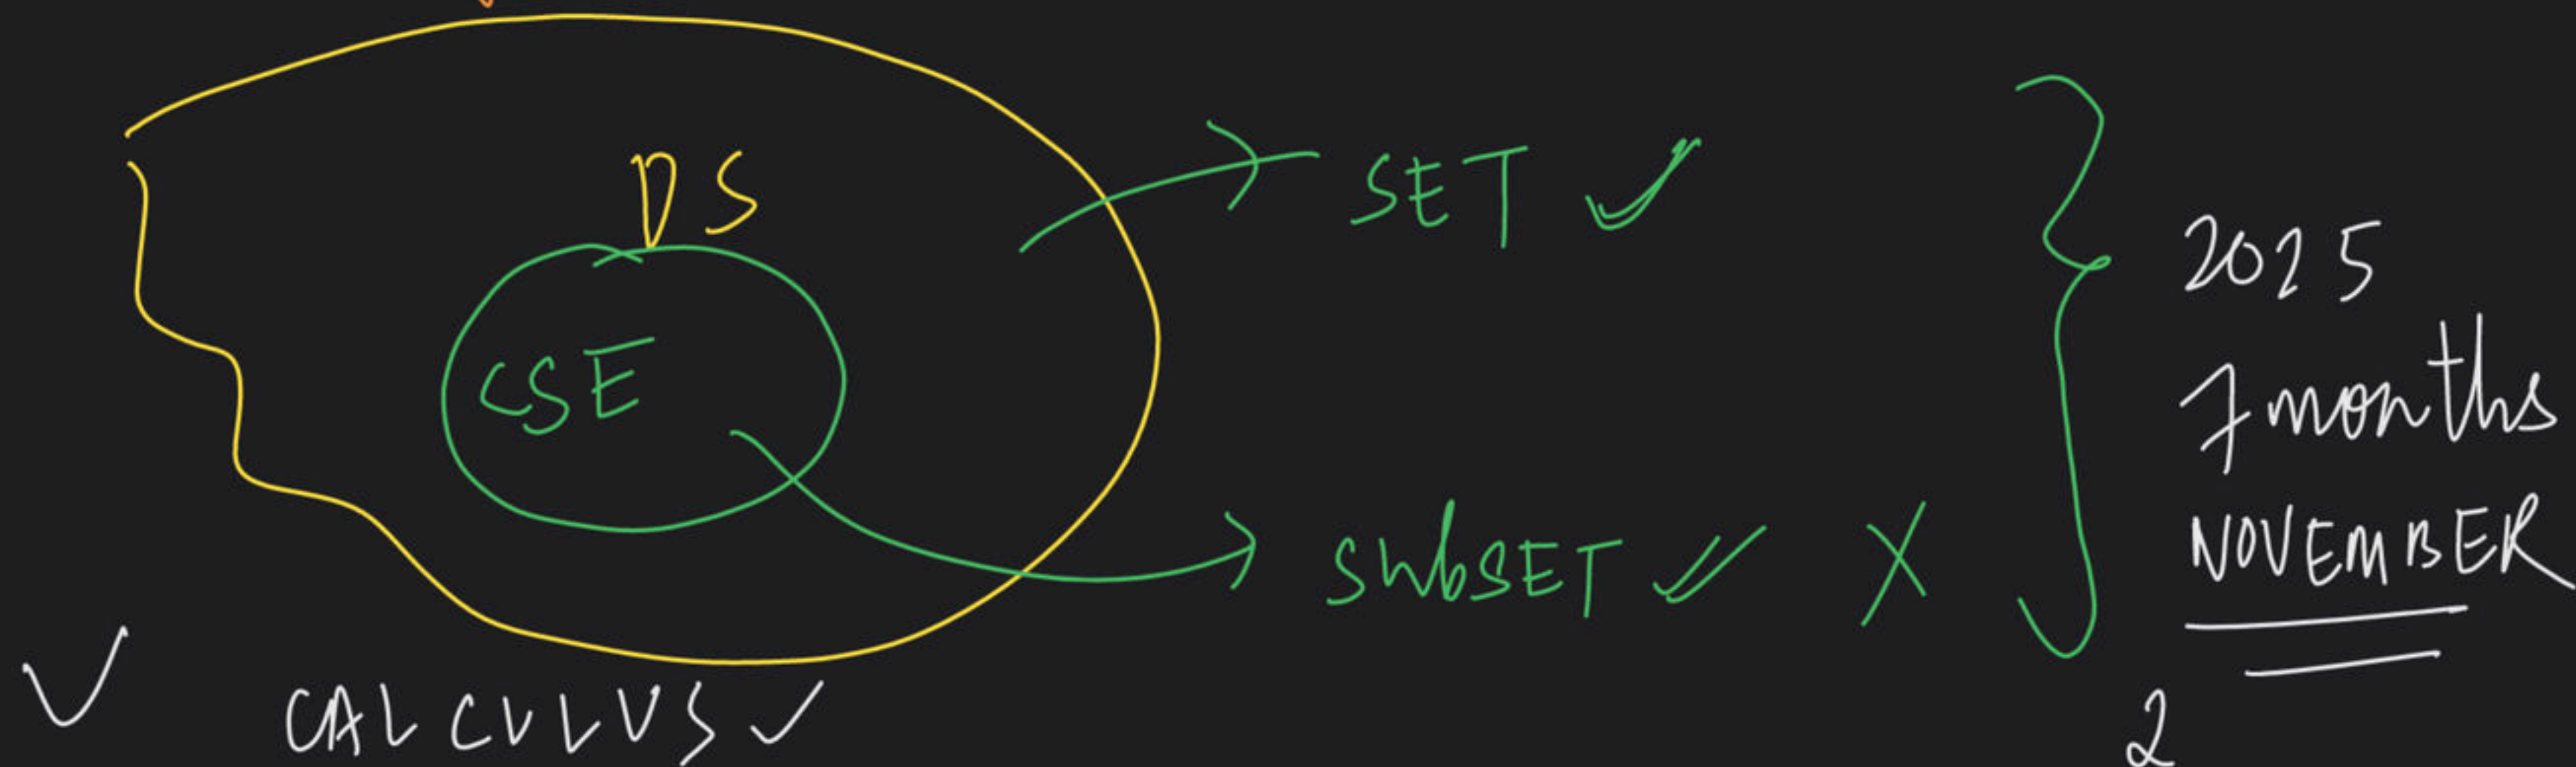 DS
SET ✓
CSE
SubSET ✓ X
2025
7 months
NOVEMBER
✓ CALCULUS ✓
2